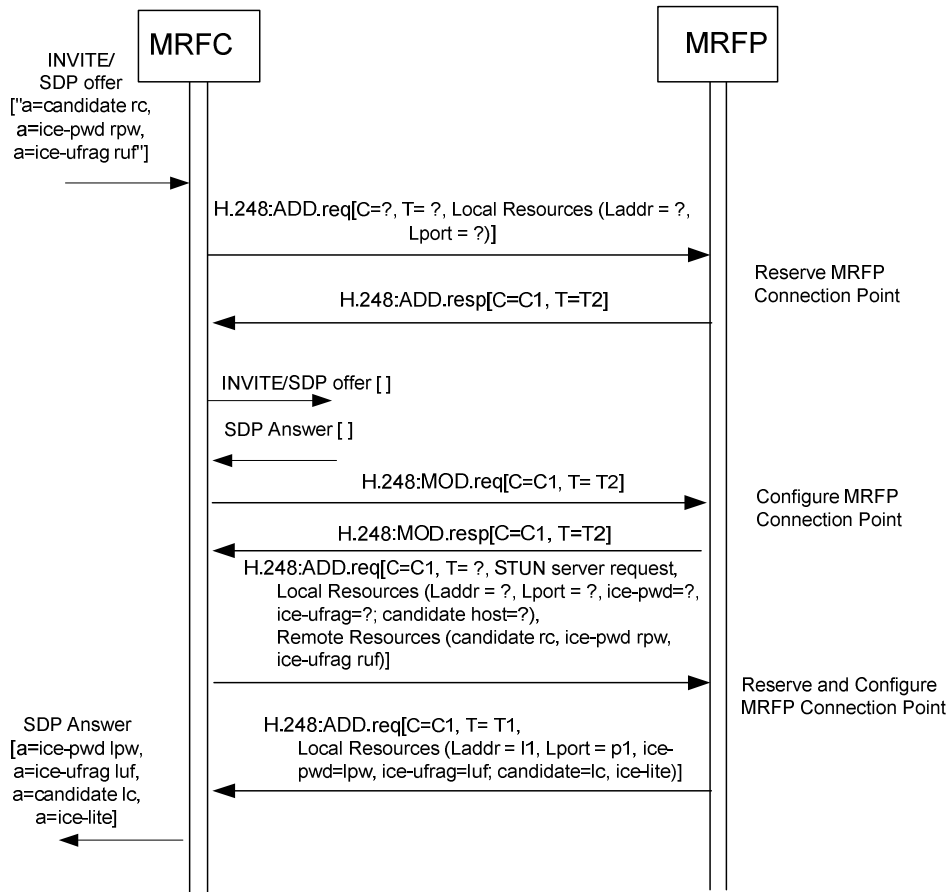 MRFC
MRFP
INVITE/
SDP offer
["a=candidate rc,
a=ice-pwd rpw,
a=ice-ufrag ruf"]
H.248:ADD.req[C=?, T= ?, Local Resources (Laddr = ?,
Lport = ?)]
Reserve MRFP
Connection Point
H.248:ADD.resp[C=C1, T=T2]
INVITE/SDP offer [ ]
SDP Answer [ ]
H.248:MOD.req[C=C1, T= T2]
Configure MRFP
Connection Point
H.248:MOD.resp[C=C1, T=T2]
H.248:ADD.req[C=C1, T= ?, STUN server request,
Local Resources (Laddr = ?, Lport = ?, ice-pwd=?,
ice-ufrag=?; candidate host=?),
Remote Resources (candidate rc, ice-pwd rpw,
ice-ufrag ruf)]
Reserve and Configure
MRFP Connection Point
H.248:ADD.req[C=C1, T= T1,
Local Resources (Laddr = l1, Lport = p1, ice-
pwd=lpw, ice-ufrag=luf; candidate=lc, ice-lite)]
SDP Answer
[a=ice-pwd lpw,
a=ice-ufrag luf,
a=candidate lc,
a=ice-lite]